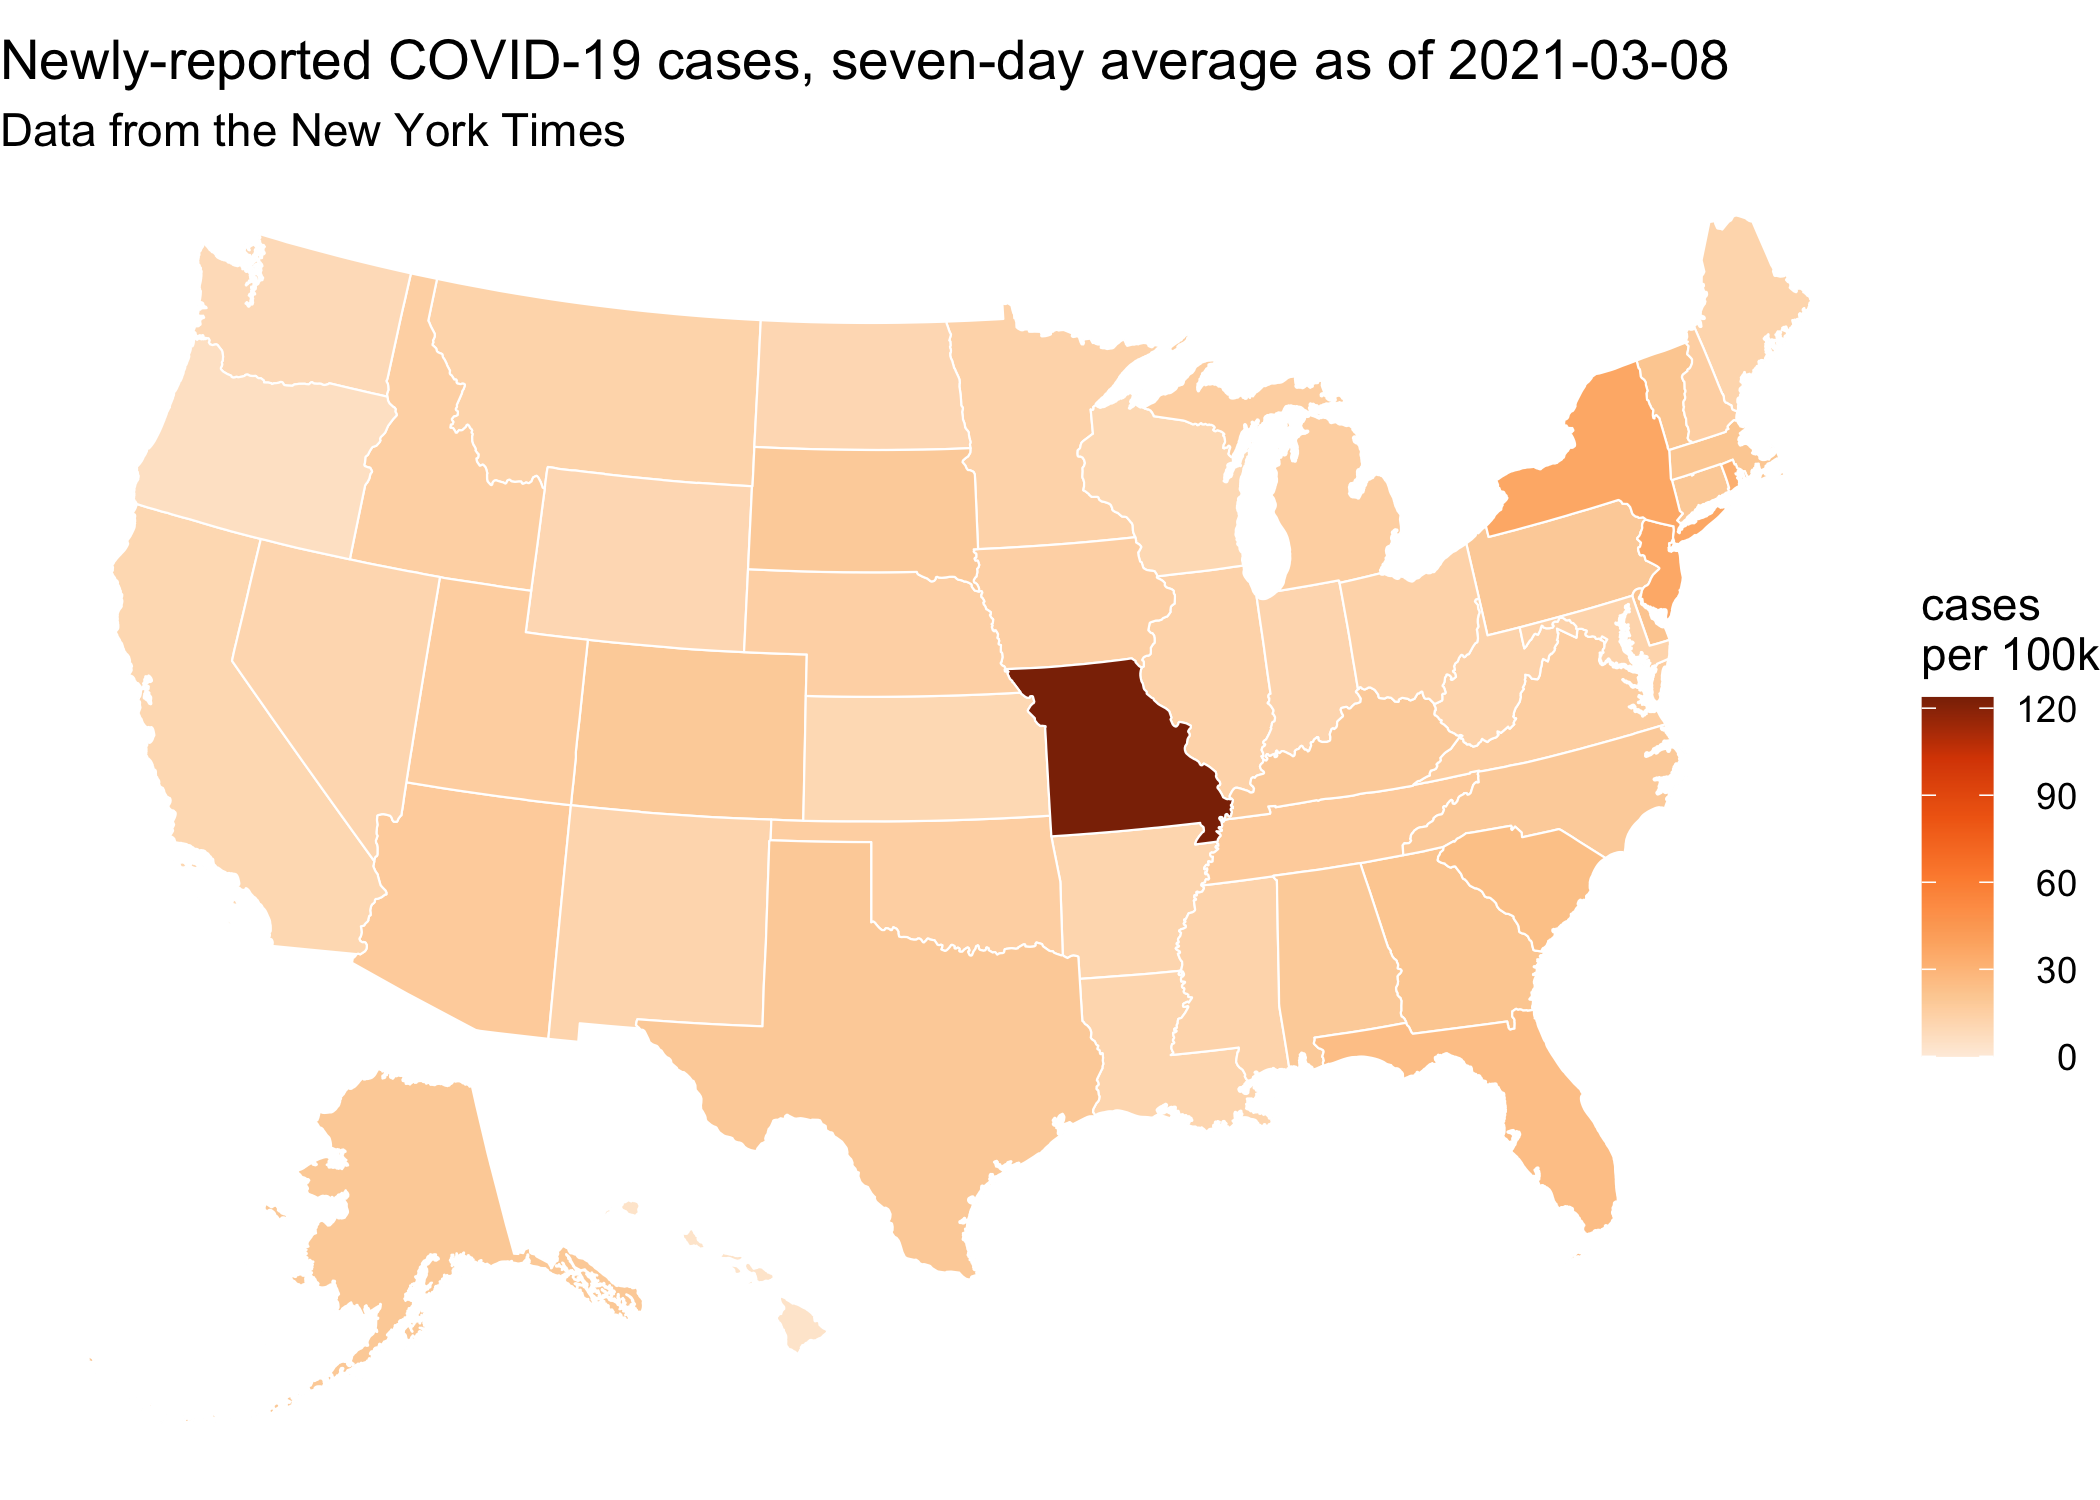 Newly-reported COVID-19 cases, seven-day average as of 2021-03-08
Data from the New York Times
cases
per 100k
120
90
60
30
0